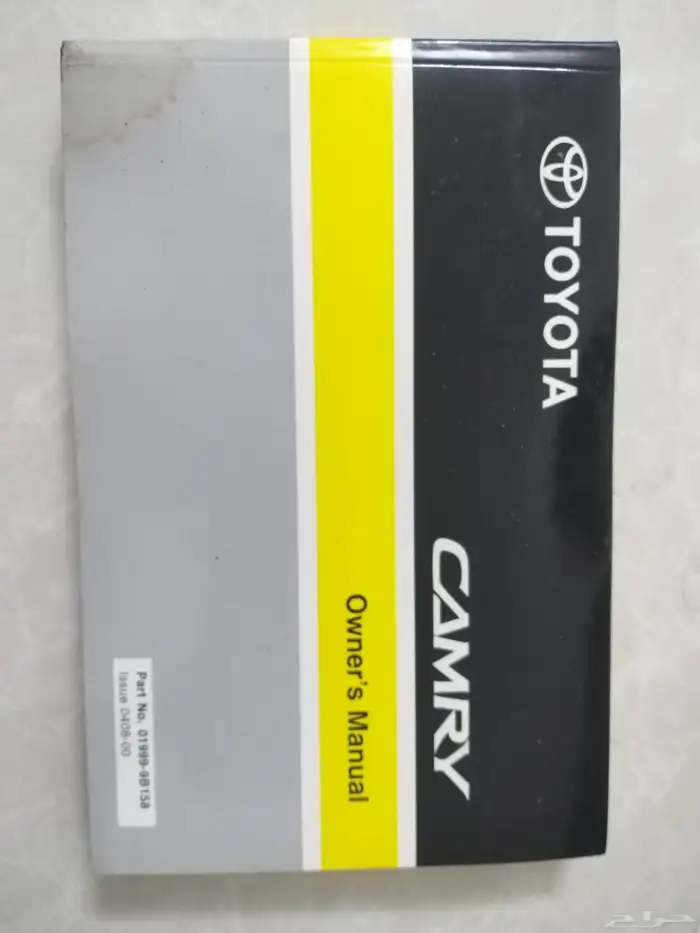 TOYOTA
CAMRY
Owner's Manual
Part No. 01999-9B158
Issue 0408-00
حراج